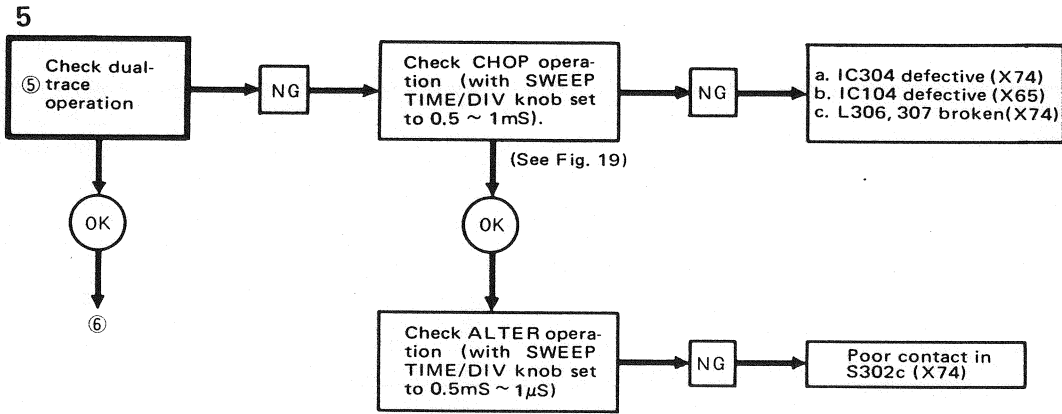 5
⑤ Check dual-
trace
operation
NG
Check CHOP opera-
tion (with SWEEP
TIME/DIV knob set
to 0.5 ~ 1mS).
NG
a. IC304 defective (X74)
b. IC104 defective (X65)
c. L306, 307 broken(X74)
(See Fig. 19)
OK
OK
⑥
Check ALTER opera-
tion (with SWEEP
TIME/DIV knob set
to 0.5mS ~ 1μS)
NG
Poor contact in
S302c (X74)